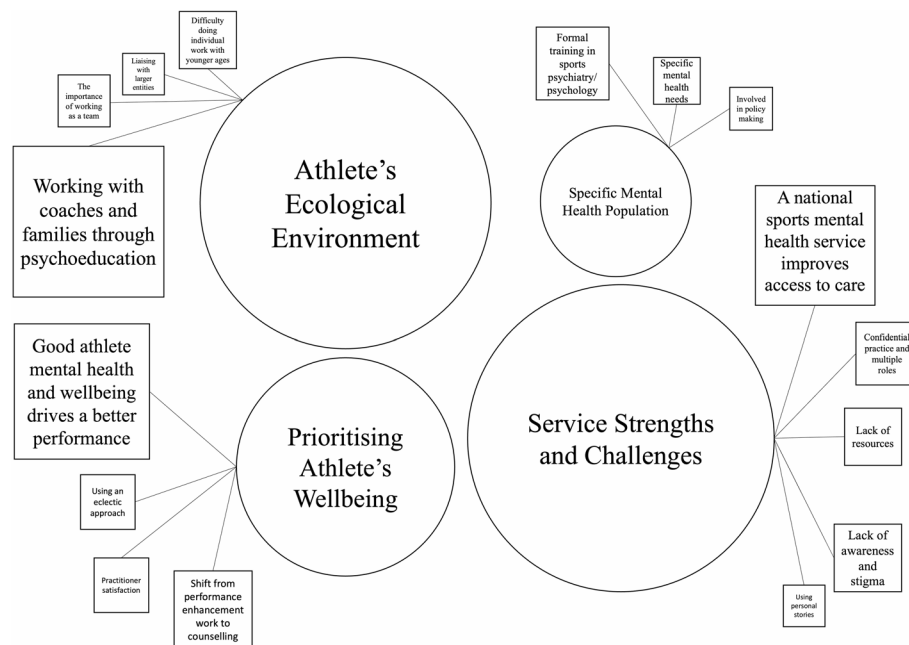 Difficulty
doing
individual
work with
younger ages
Liaising
with
larger
entities
The
importance
of working
as a team
Working with
coaches and
families through
psychoeducation
Athlete’s
Ecological
Environment
Formal
training in
sports
psychiatry/
psychology
Specific
mental
health
needs
Involved
in policy
making
Specific Mental
Health Population
Good athlete
mental health
and wellbeing
drives a better
performance
Using an
eclectic
approach
Practitioner
satisfaction
Shift from
performance
enhancement
work to
counselling
Prioritising
Athlete’s
Wellbeing
A national
sports mental
health service
improves
access to care
Confidential
practice and
multiple
roles
Lack of
resources
Lack of
awareness and
stigma
Using
personal
stories
Service Strengths
and Challenges